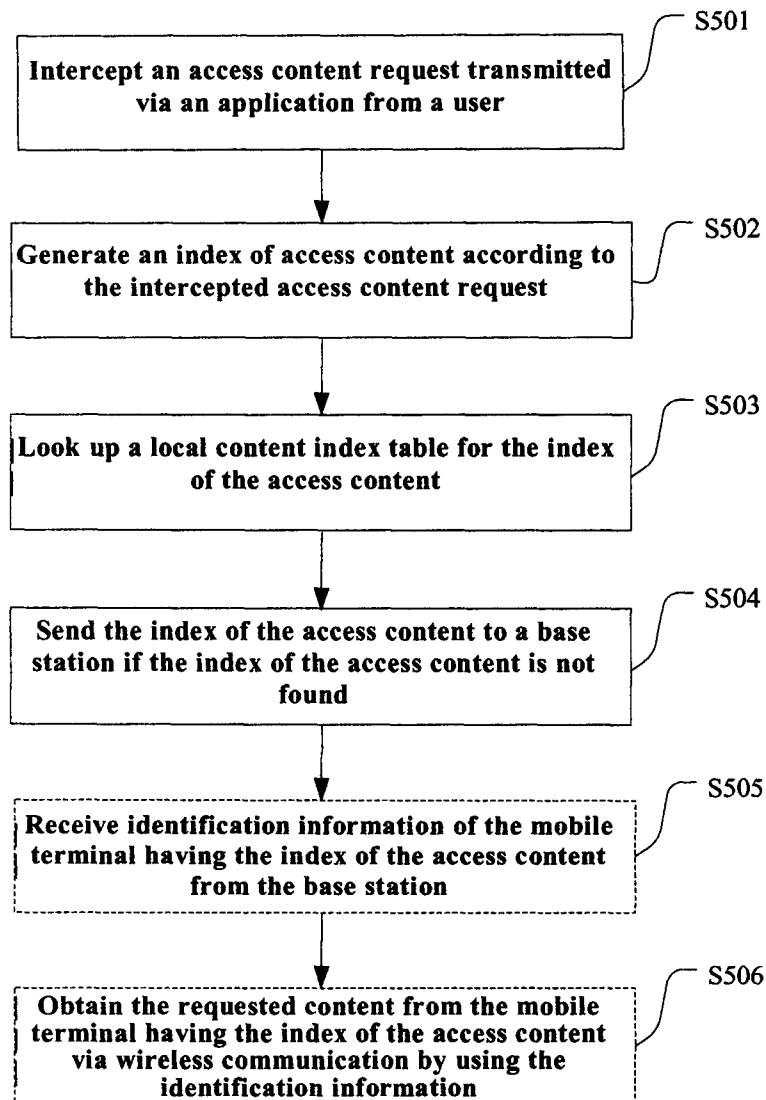 S501
Intercept an access content request transmitted
via an application from a user
S502
Generate an index of access content according to
the intercepted access content request
S503
Look up a local content index table for the index
of the access content
S504
Send the index of the access content to a base
station if the index of the access content is not
found
S505
Receive identification information of the mobile
terminal having the index of the access content
from the base station
S506
Obtain the requested content from the mobile
terminal having the index of the access content
via wireless communication by using the
identification information